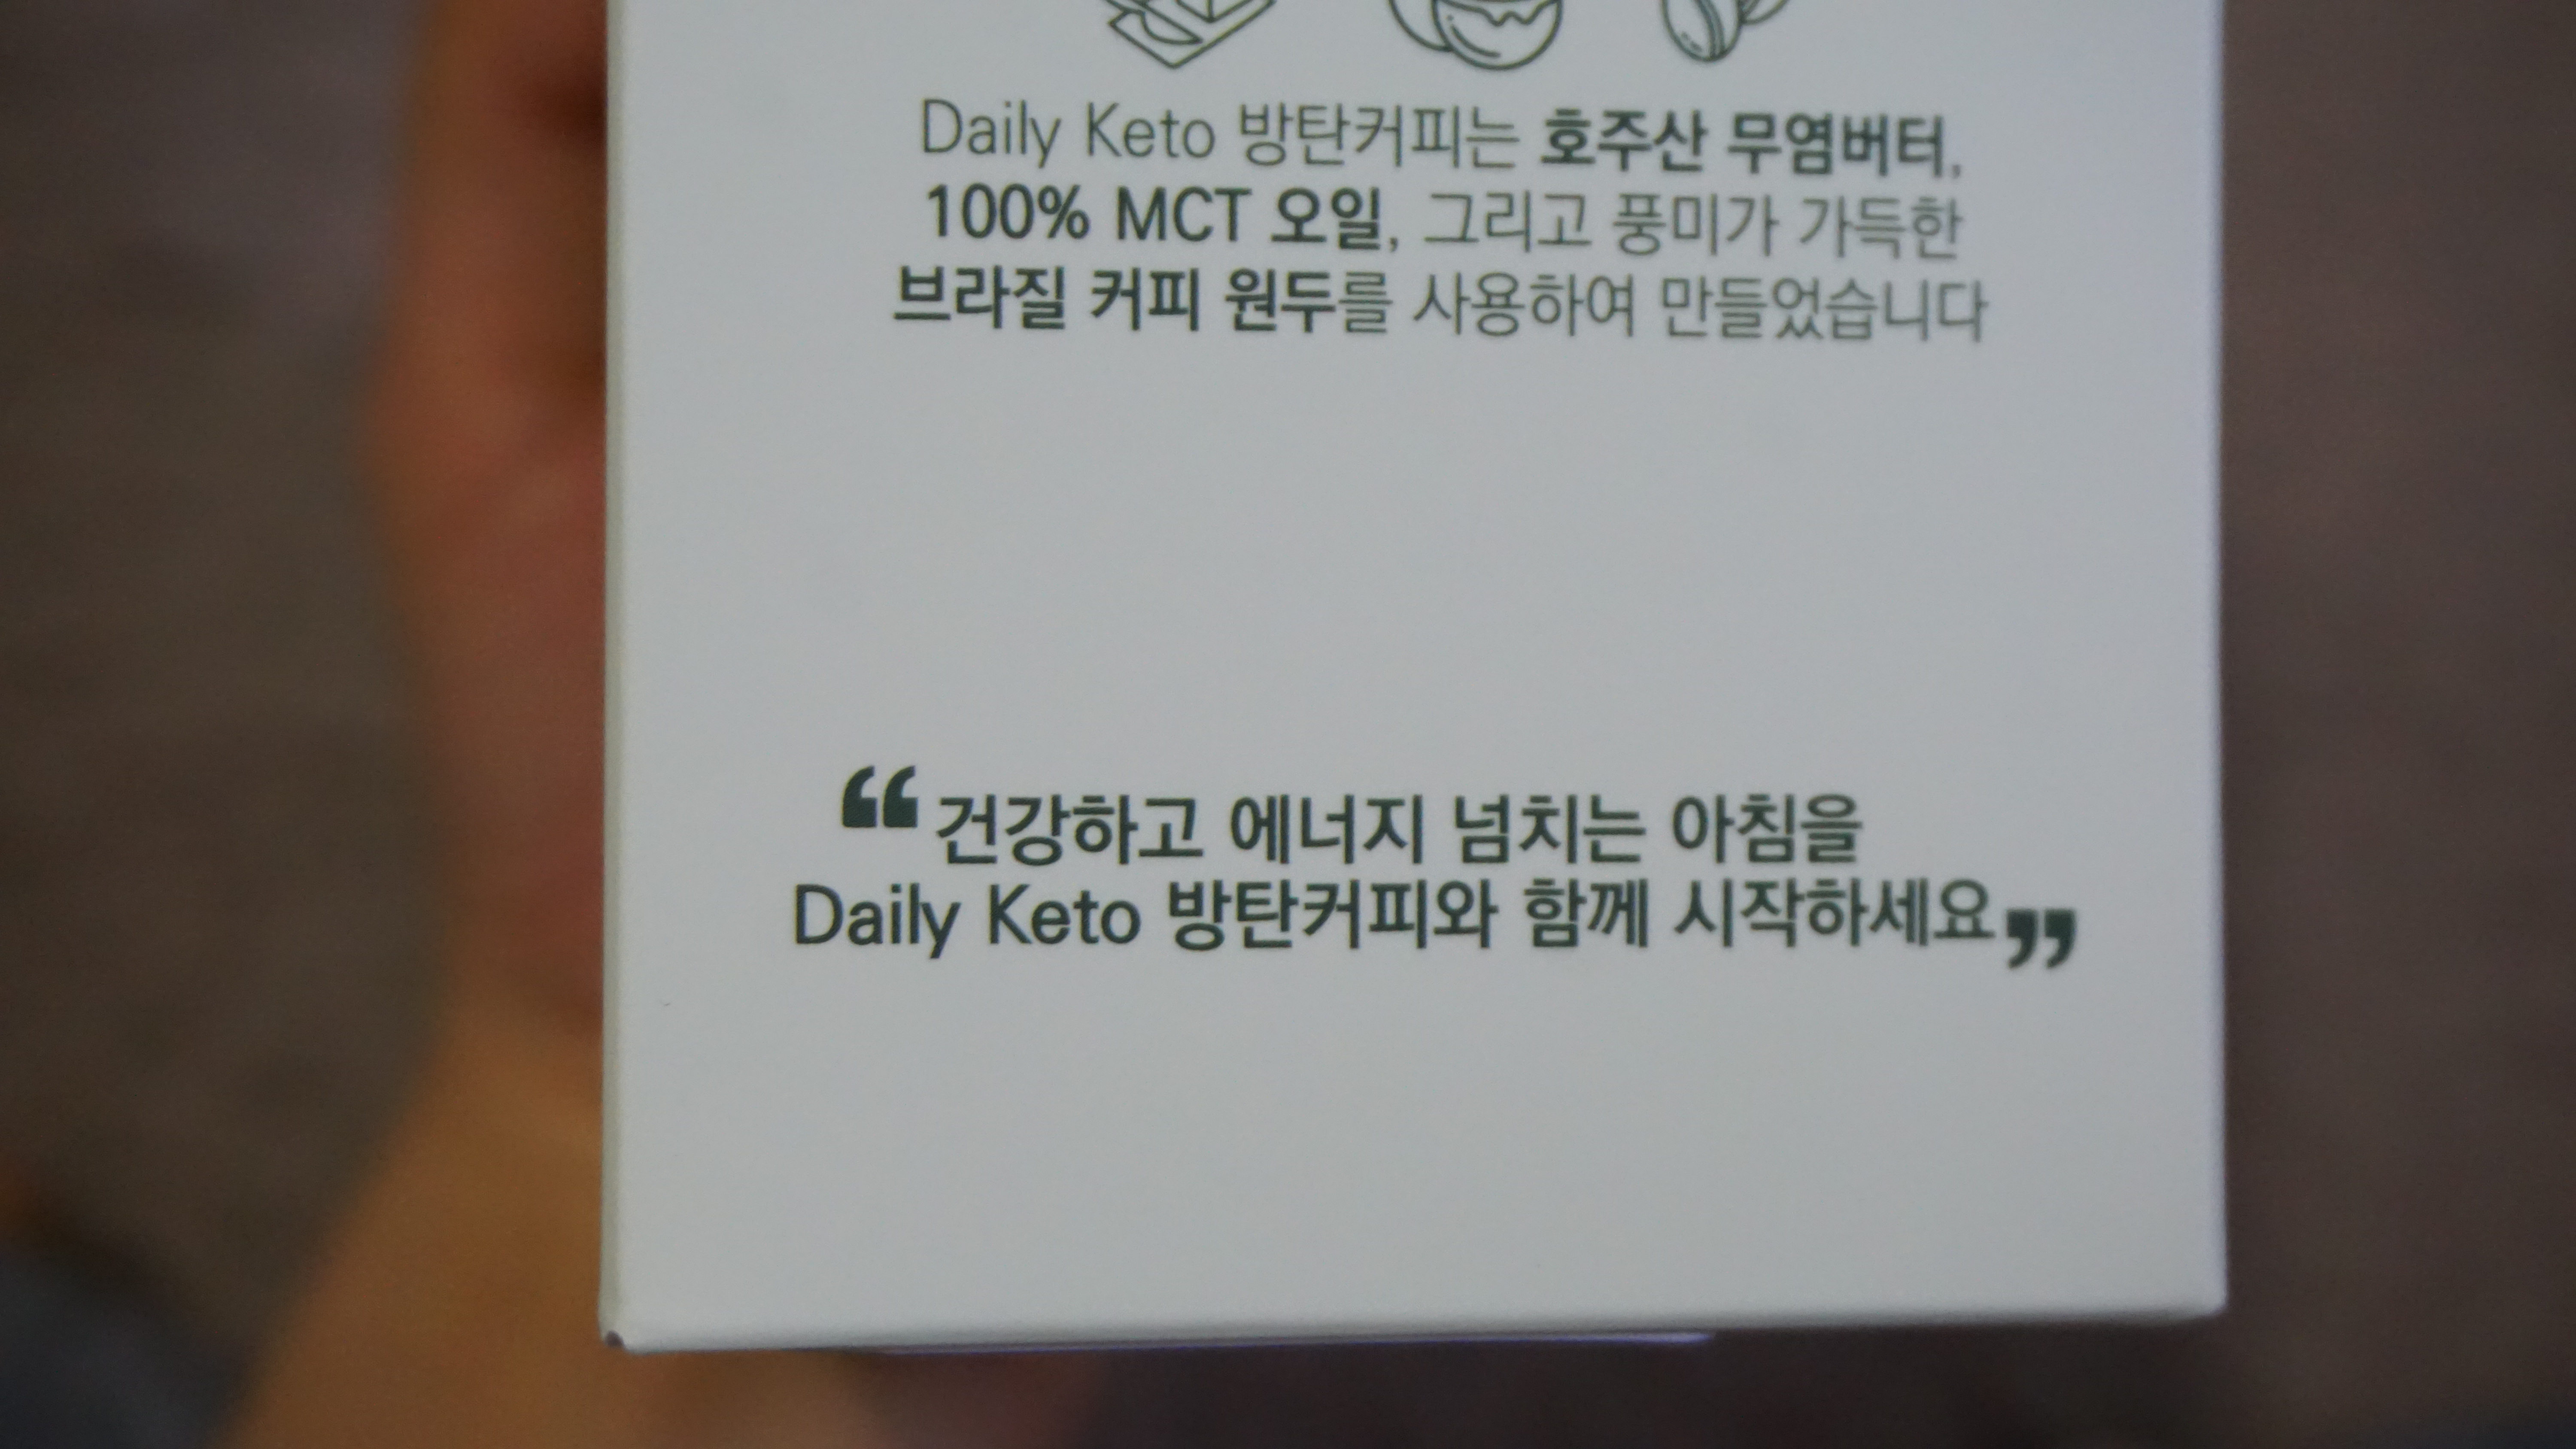 Daily Keto 방탄커피는 호주산 무염버터,
100% MCT 오일, 그리고 풍미가 가득한
브라질 커피 원두를 사용하여 만들었습니다
“건강하고 에너지 넘치는 아침을
Daily Keto 방탄커피와 함께 시작하세요”